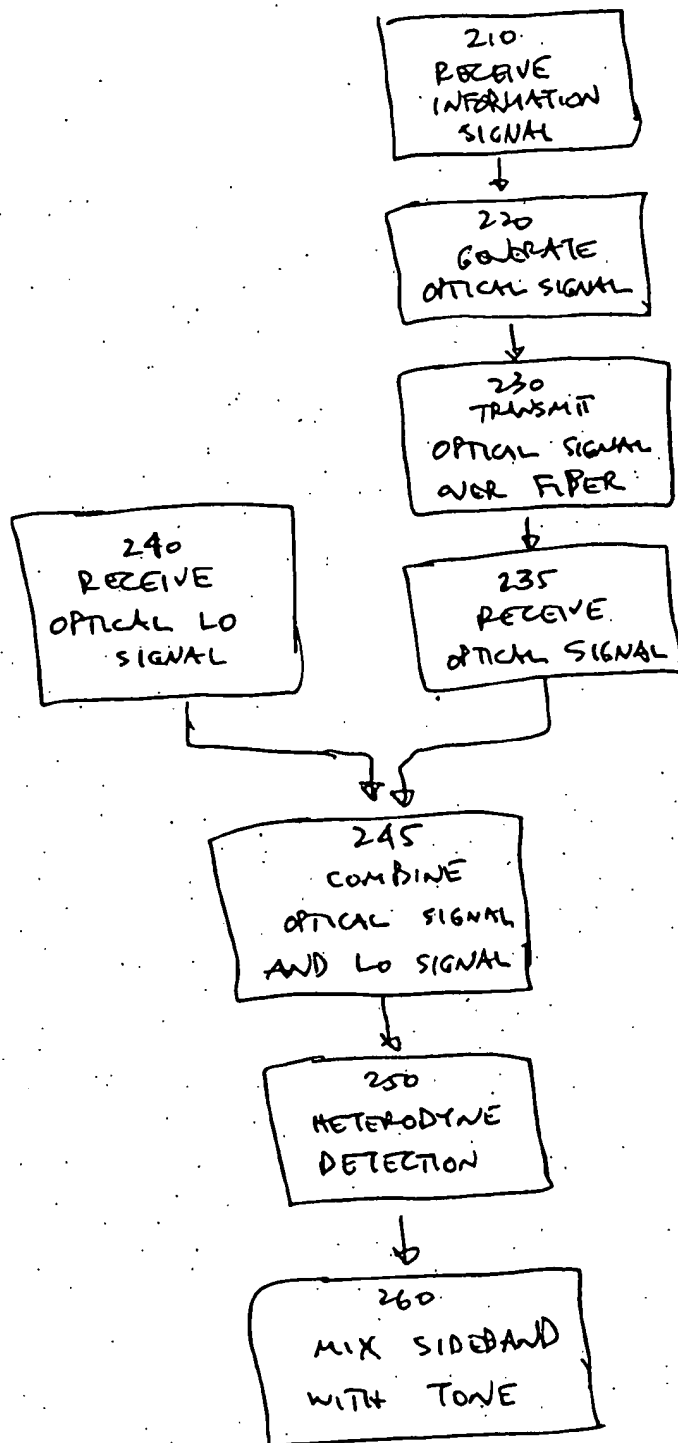 210
RECEIVE
INFORMATION
SIGNAL
220
GENERATE
OPTICAL SIGNAL
230
TRANSMIT
OPTICAL SIGNAL
OVER FIBER
240
RECEIVE
OPTICAL LO
SIGNAL
235
RECEIVE
OPTICAL SIGNAL
245
COMBINE
OPTICAL SIGNAL
AND LO SIGNAL
250
HETERODYNE
DETECTION
260
MIX SIDEBAND
WITH TONE